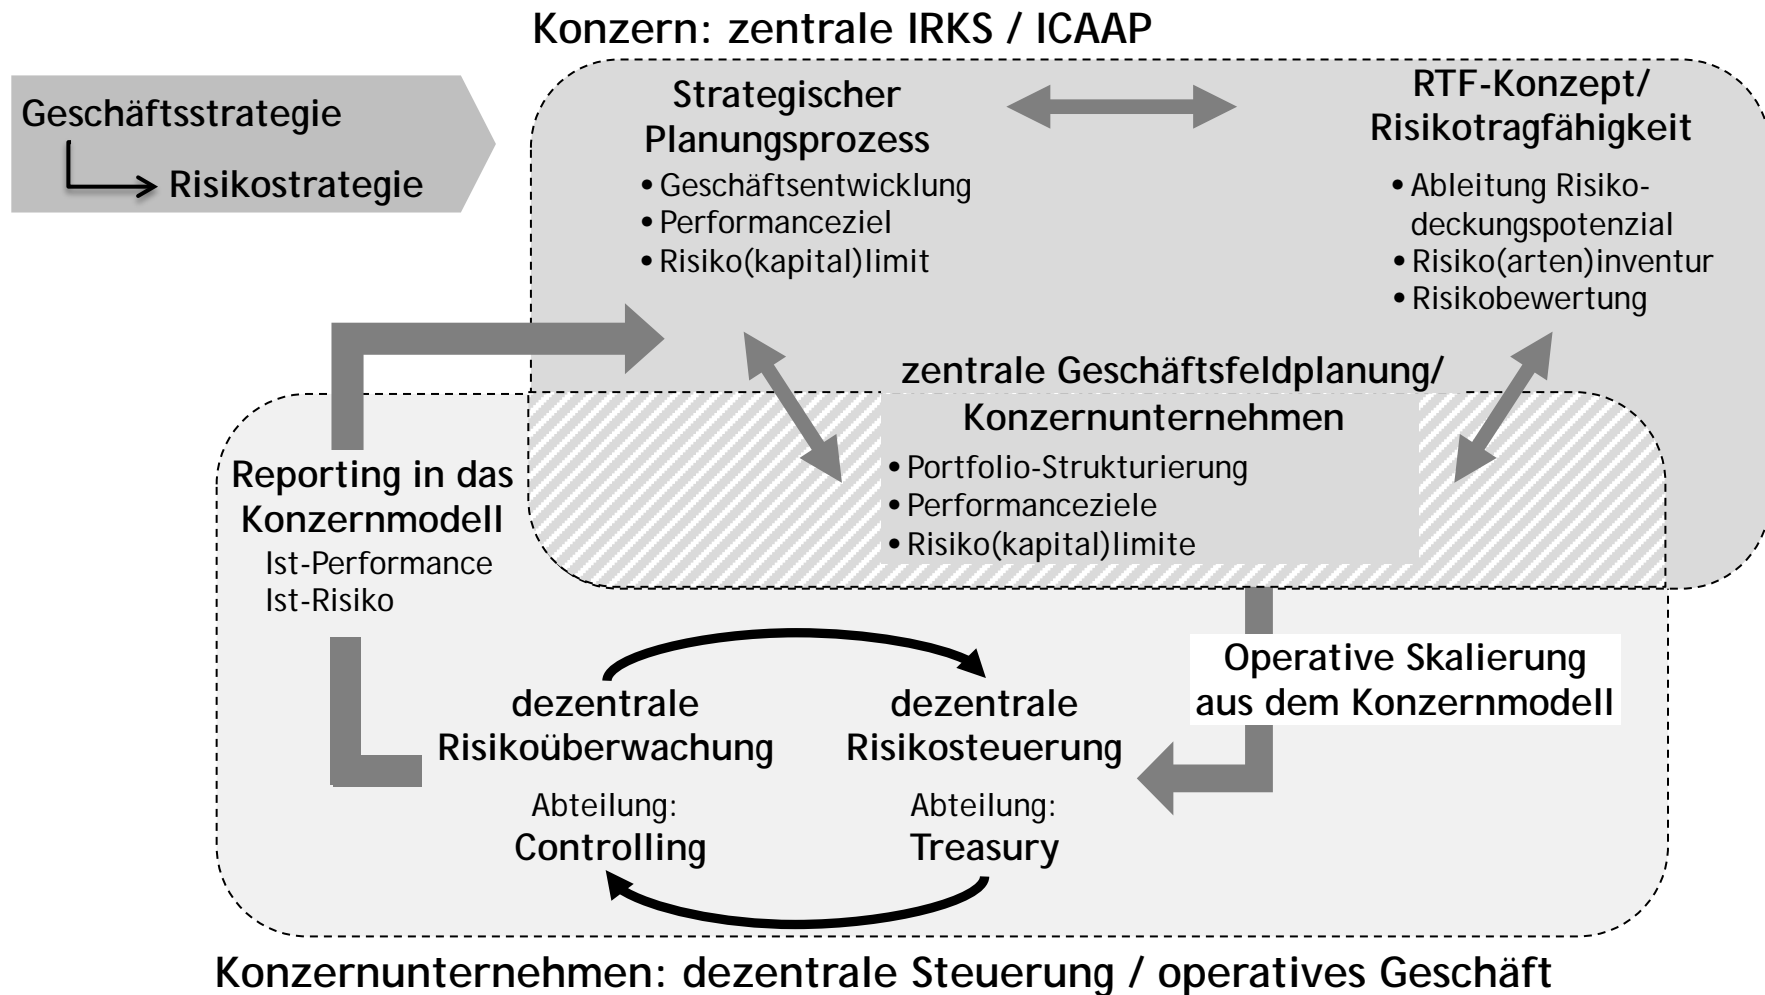 Konzern: zentrale IRKS / ICAAP
Geschäftsstrategie
Risikostrategie
Strategischer
Planungsprozess
• Geschäftsentwicklung
• Performanceziel
• Risiko(kapital)limit
RTF-Konzept/
Risikotragfähigkeit
• Ableitung Risiko-
deckungspotenzial
• Risiko(arten)inventur
• Risikobewertung
zentrale Geschäftsfeldplanung/
Konzernunternehmen
• Portfolio-Strukturierung
• Performanceziele
• Risiko(kapital)limite
Reporting in das
Konzernmodell
Ist-Performance
Ist-Risiko
Operative Skalierung
aus dem Konzernmodell
dezentrale
Risikoüberwachung
Abteilung:
Controlling
dezentrale
Risikosteuerung
Abteilung:
Treasury
Konzernunternehmen: dezentrale Steuerung / operatives Geschäft